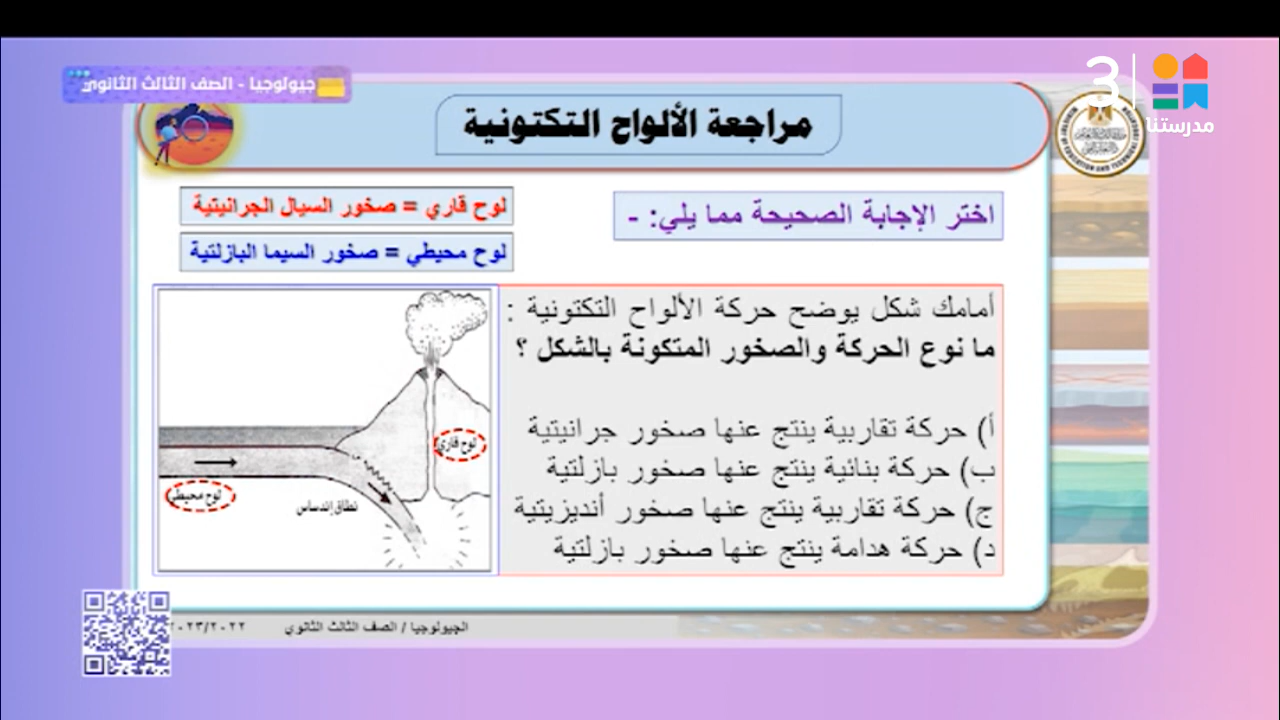 جيولوجيا - الصف الثالث الثانوي
3
مدرستنا
مراجعة الألواح التكتونية
اختر الإجابة الصحيحة مما يلي: -
لوح قاري = صخور السيال الجرانيتية
لوح محيطي = صخور السيما البازلتية
أمامك شكل يوضح حركة الألواح التكتونية :
ما نوع الحركة والصخور المتكونة بالشكل ؟
أ) حركة تقاربية ينتج عنها صخور جرانيتية
ب) حركة بنائية ينتج عنها صخور بازلتية
ج) حركة تقاربية ينتج عنها صخور أنديزيتية
د) حركة هدامة ينتج عنها صخور بازلتية
لوح قاري
لوح محيطي
نطاق إندساس
الجيولوجيا / الصف الثالث الثانوي ٢٠٢٣/٢٠٢٢